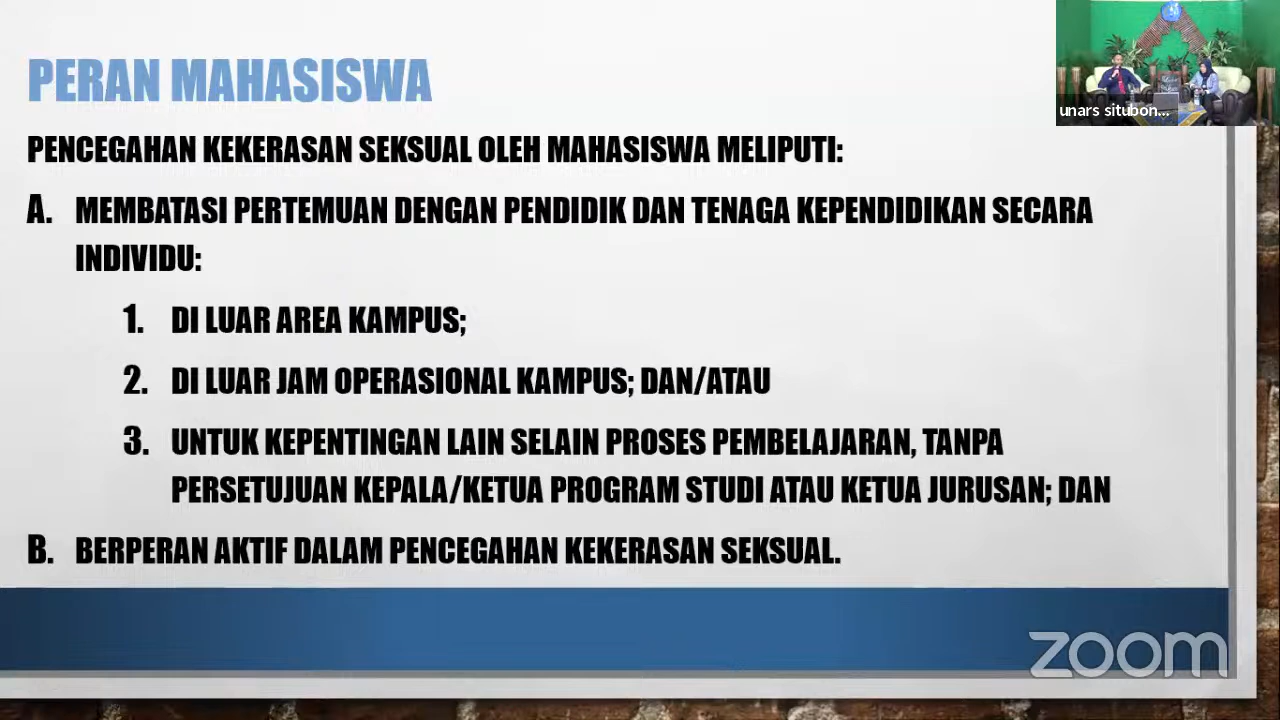 PERAN MAHASISWA
PENCEGAHAN KEKERASAN SEKSUAL OLEH MAHASISWA MELIPUTI:
A. MEMBATASI PERTEMUAN DENGAN PENDIDIK DAN TENAGA KEPENDIDIKAN SECARA
INDIVIDU:
1. DI LUAR AREA KAMPUS;
2. DI LUAR JAM OPERASIONAL KAMPUS; DAN/ATAU
3. UNTUK KEPENTINGAN LAIN SELAIN PROSES PEMBELAJARAN, TANPA
PERSETUJUAN KEPALA/KETUA PROGRAM STUDI ATAU KETUA JURUSAN; DAN
B. BERPERAN AKTIF DALAM PENCEGAHAN KEKERASAN SEKSUAL.
unars situbon...
zoom